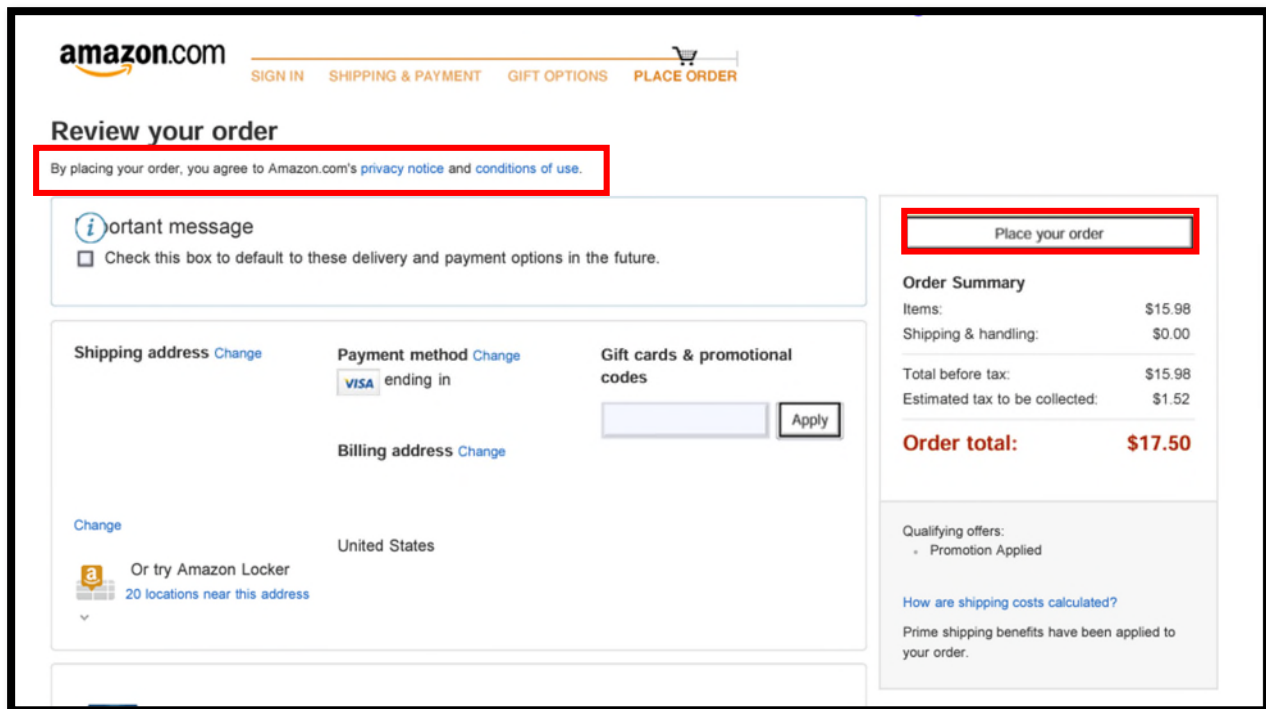 amazon.com
SIGN IN SHIPPING & PAYMENT GIFT OPTIONS PLACE ORDER
Review your order
By placing your order, you agree to Amazon.com's privacy notice and conditions of use.
i ortant message
Check this box to default to these delivery and payment options in the future.
Shipping address Change
Change
Or try Amazon Locker
20 locations near this address
Payment method Change
VISA ending in
Billing address Change
United States
Gift cards & promotional
codes
Apply
Place your order
Order Summary
Items: $15.98
Shipping & handling: $0.00
Total before tax: $15.98
Estimated tax to be collected: $1.52
Order total: $17.50
Qualifying offers:
Promotion Applied
How are shipping costs calculated?
Prime shipping benefits have been applied to
your order.